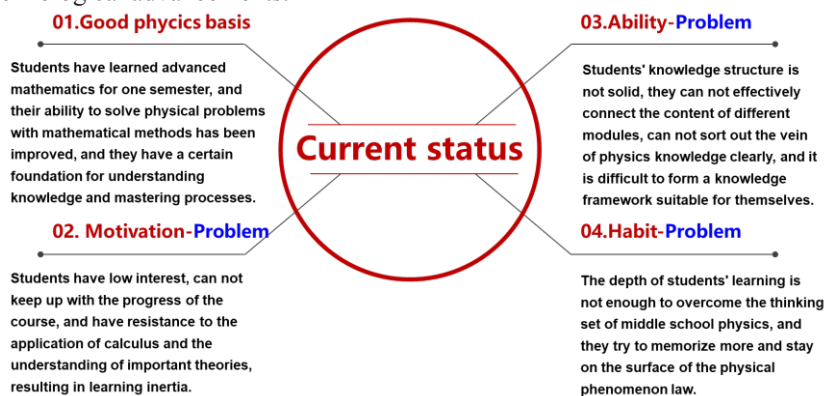 01.Good phycics basis
Students have learned advanced
mathematics for one semester, and
their ability to solve physical problems
with mathematical methods has been
improved, and they have a certain
foundation for understanding
knowledge and mastering processes.
02. Motivation-Problem
Students have low interest, can not
keep up with the progress of the
course, and have resistance to the
application of calculus and the
understanding of important theories,
resulting in learning inertia.
Current status
03.Ability-Problem
Students' knowledge structure is
not solid, they can not effectively
connect the content of different
modules, can not sort out the vein
of physics knowledge clearly, and it
is difficult to form a knowledge
framework suitable for themselves.
04.Habit-Problem
The depth of students' learning is
not enough to overcome the thinking
set of middle school physics, and
they try to memorize more and stay
on the surface of the physical
phenomenon law.